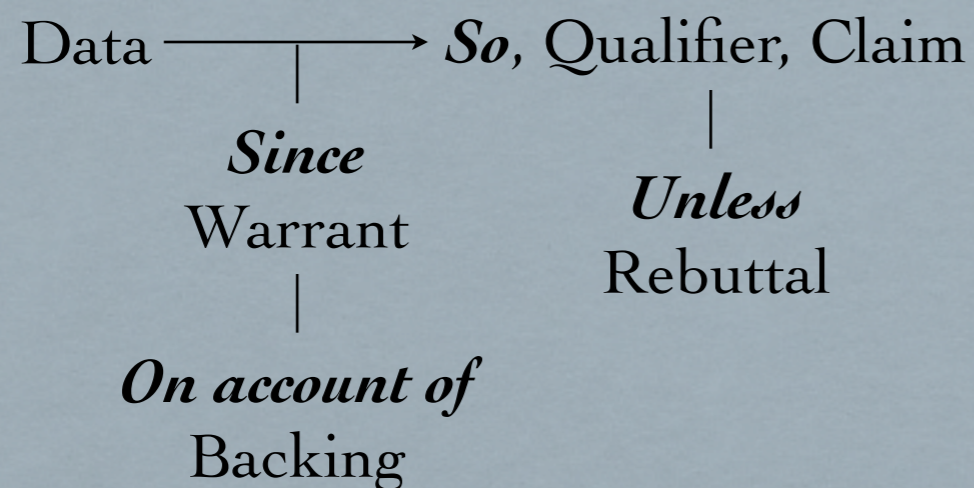 Data So, Qualifier, Claim
Since
Warrant
Unless
Rebuttal
On account of
Backing